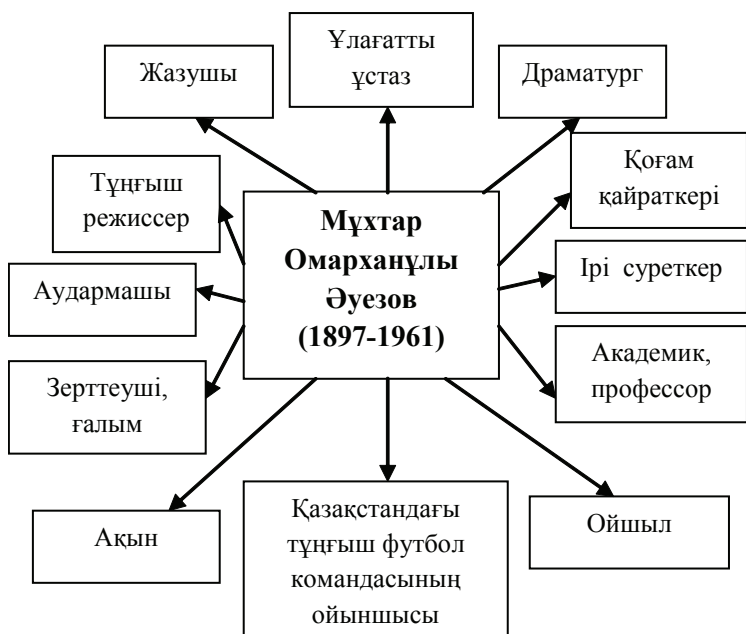 Ұлағатты
ұстаз
Жазушы
Драматург
Тұңғыш
режиссер
Қоғам
қайраткері
Мұхтар
Омарханұлы
Әуезов
(1897-1961)
Аудармашы
Ірі суреткер
Зерттеуші,
ғалым
Академик,
профессор
Ақын
Қазақстандағы
тұңғыш футбол
командасының
ойыншысы
Ойшыл